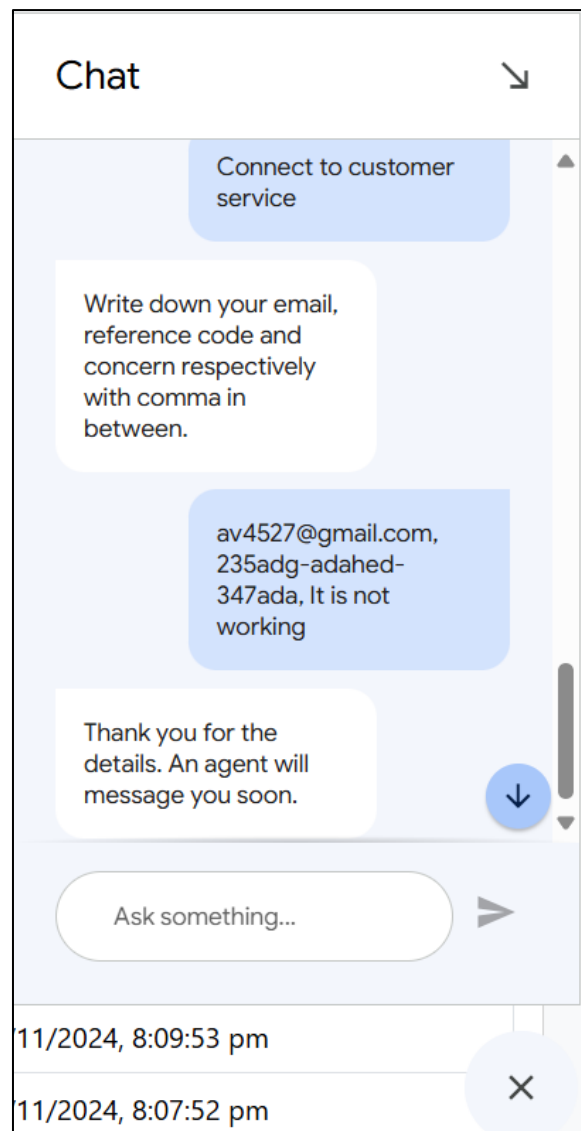 Chat
Connect to customer
service
Write down your email,
reference code and
concern respectively
with comma in
between.
av4527@gmail.com,
235adg-adahed-
347ada, It is not
working
Thank you for the
details. An agent will
message you soon.
Ask something...
/11/2024, 8:09:53 pm
/11/2024, 8:07:52 pm